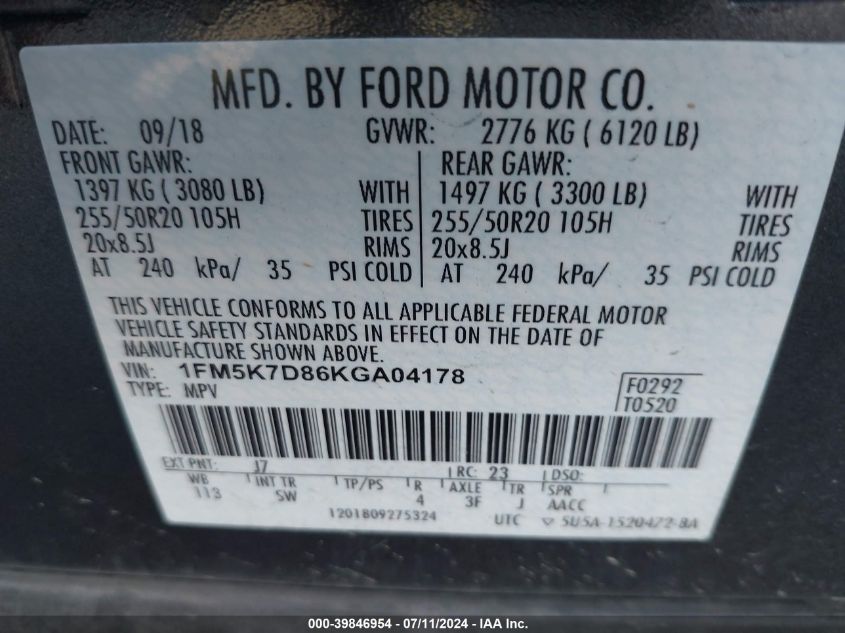 MFD. BY FORD MOTOR CO.
DATE: 09/18 GVWR: 2776 KG ( 6120 LB)
FRONT GAWR: REAR GAWR:
1397 KG ( 3080 LB) WITH 1497 KG ( 3300 LB) WITH
255/50R20 105H TIRES 255/50R20 105H TIRES
20x8.5J RIMS 20x8.5J RIMS
AT 240 kPa/ 35 PSI COLD AT 240 kPa/ 35 PSI COLD
THIS VEHICLE CONFORMS TO ALL APPLICABLE FEDERAL MOTOR
VEHICLE SAFETY STANDARDS IN EFFECT ON THE DATE OF
MANUFACTURE SHOWN ABOVE.
VIN: 1FM5K7D86KGA04178
TYPE: MPV
F0292
T0520
EXT PNT: J7 RC: 23 DSO:
WB INT TR TP/PS R AXLE TR SPR
113 SW 4 3F J AACC
1201809275324 UTC 5U5A-1520472-BA
000-39846954 / 07/11/2024 - IAA Inc.